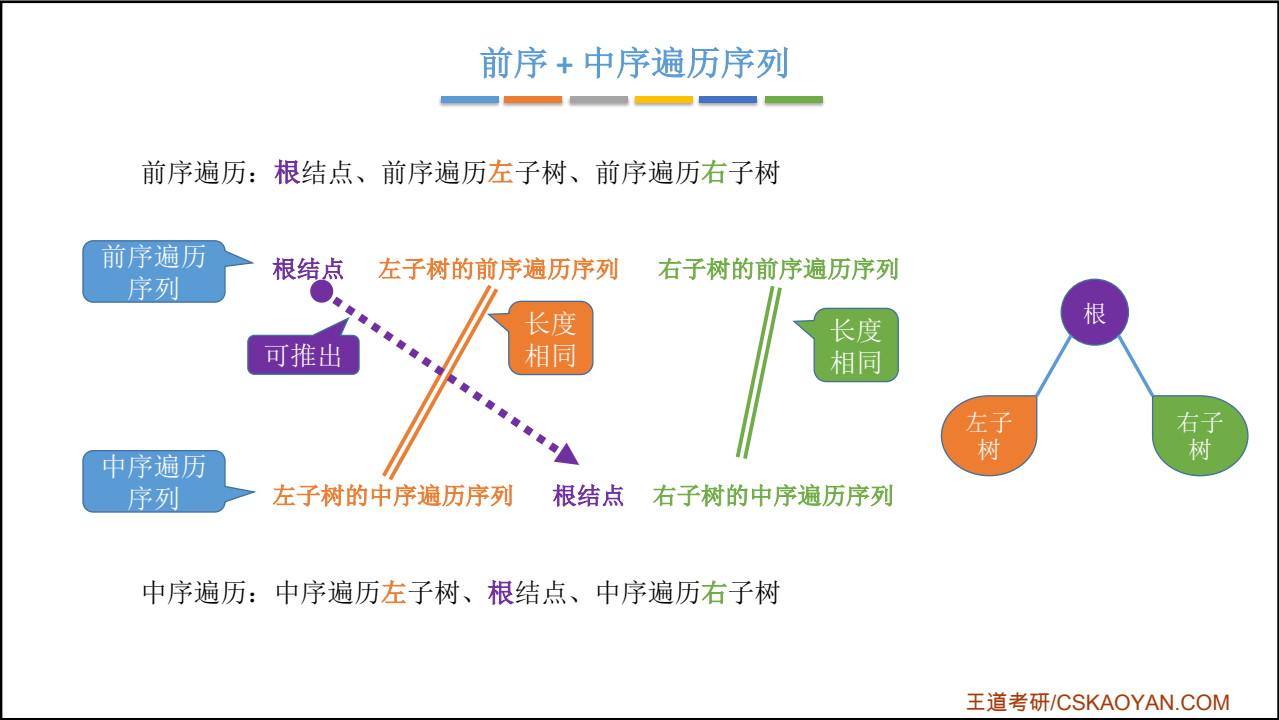 前序 + 中序遍历序列
前序遍历：根结点、前序遍历左子树、前序遍历右子树
前序遍历
序列
根结点
左子树的前序遍历序列
右子树的前序遍历序列
可推出
长度
相同
长度
相同
根
左子
树
右子
树
中序遍历
序列
左子树的中序遍历序列
根结点
右子树的中序遍历序列
中序遍历：中序遍历左子树、根结点、中序遍历右子树
王道考研/CSKAOYAN.COM